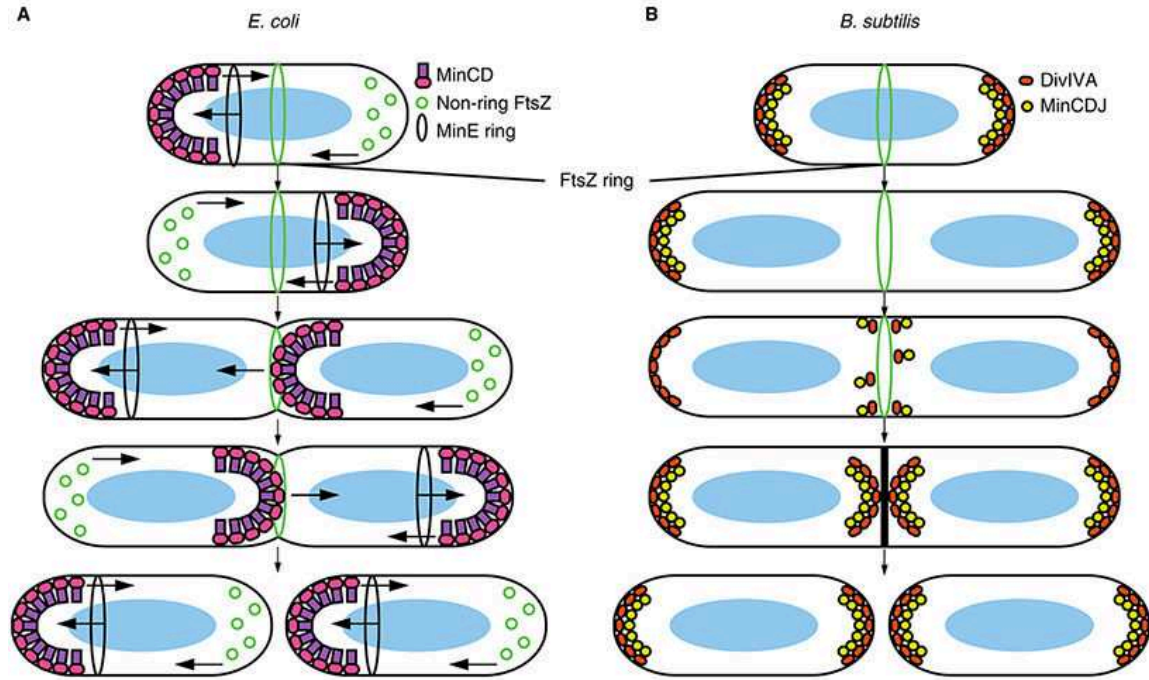 A
E. coli
MinCD
Non-ring FtsZ
MinE ring
FtsZ ring
B
B. subtilis
DivIVA
MinCDJ